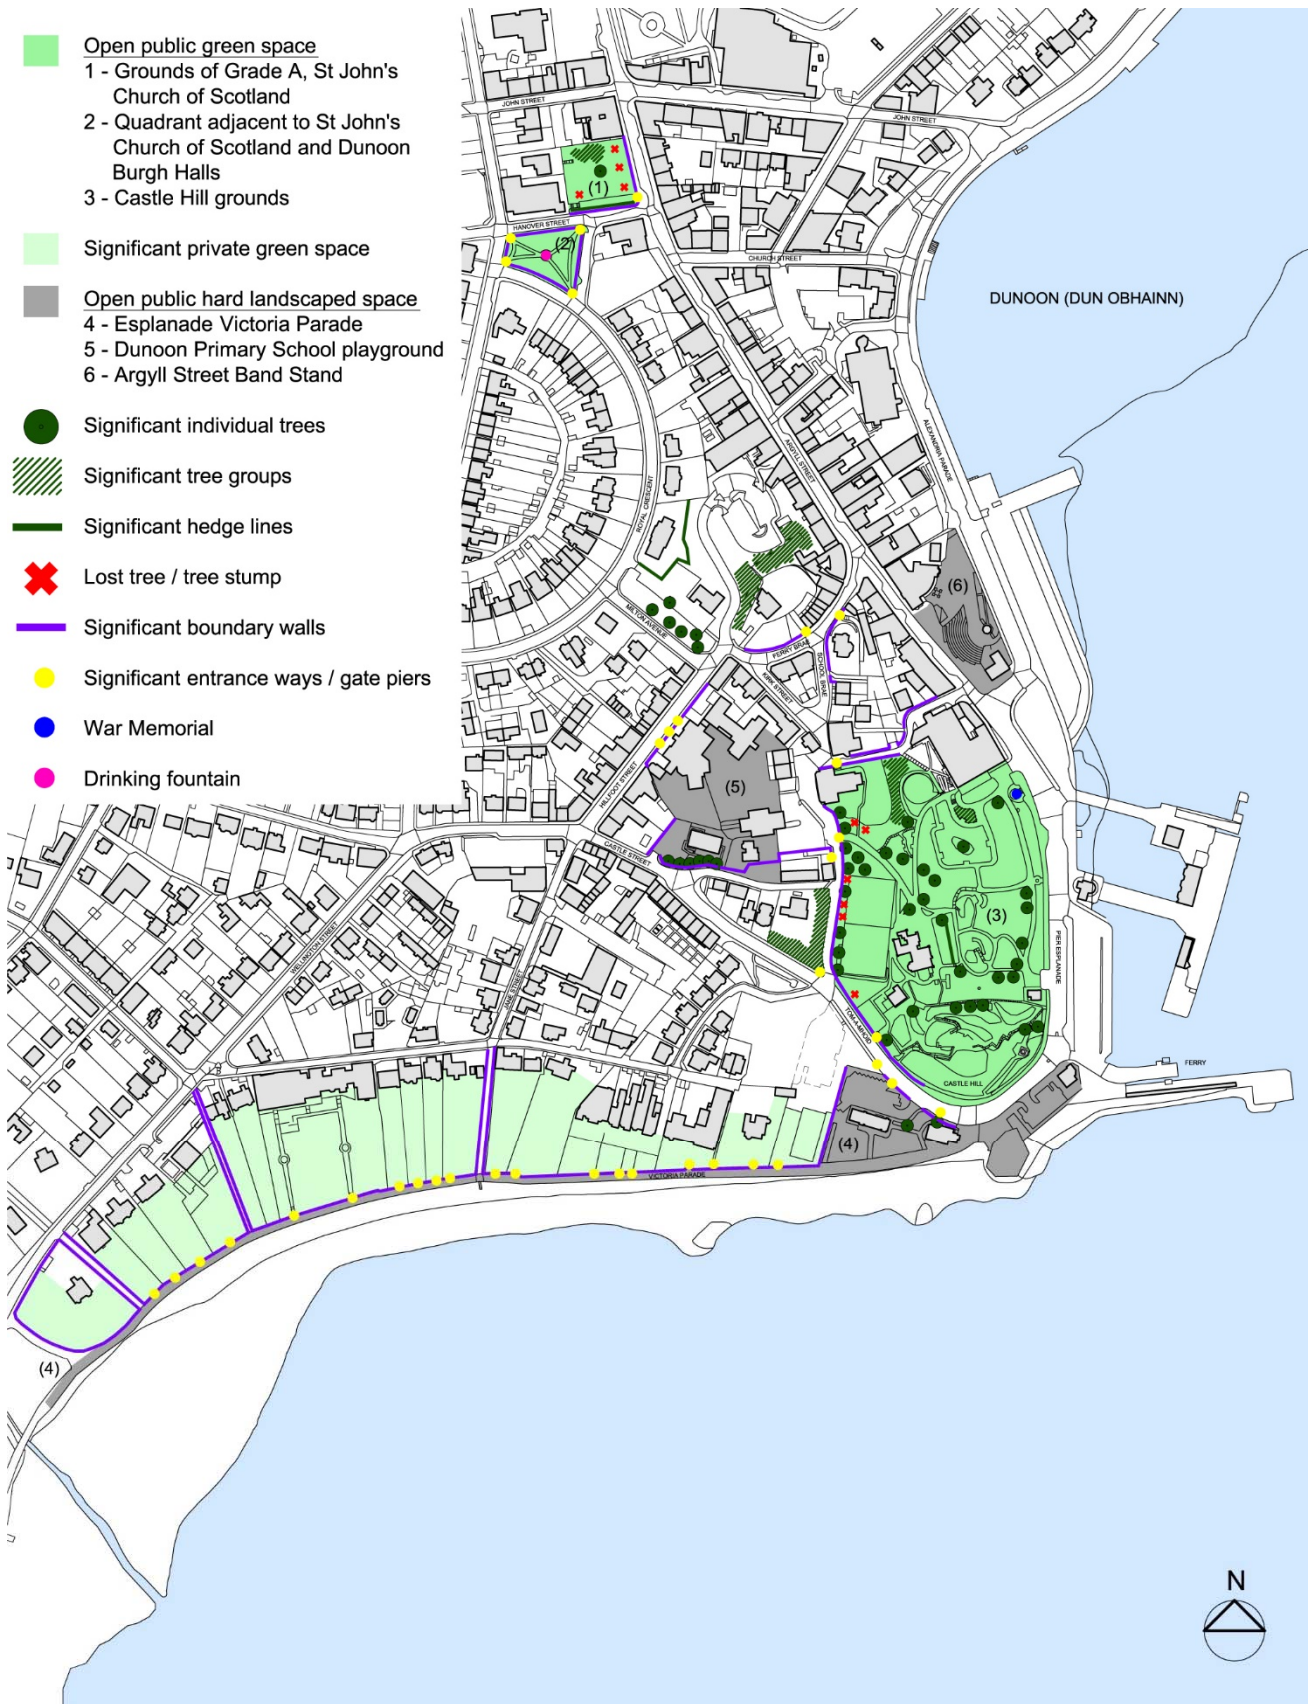 Open public green space
1 - Grounds of Grade A, St John's
Church of Scotland
2 - Quadrant adjacent to St John's
Church of Scotland and Dunoon
Burgh Halls
3 - Castle Hill grounds
Significant private green space
Open public hard landscaped space
4 - Esplanade Victoria Parade
5 - Dunoon Primary School playground
6 - Argyll Street Band Stand
Significant individual trees
Significant tree groups
Significant hedge lines
Lost tree / tree stump
Significant boundary walls
Significant entrance ways / gate piers
War Memorial
Drinking fountain
JOHN STREET
JOHN STREET
(1)
HANOVER STREET
(2)
CHURCH STREET
DUNOON (DUN OBHAINN)
ARGYLL STREET
ALEXANDRIA PARADE
ROYAL CRESCENT
(6)
MILTON AVENUE
FERRY BRAE
SCHOOL BRAE
KIRK STREET
HILLFOOT STREET
(5)
CASTLE STREET
(3)
WELLINGTON STREET
JANE STREET
PIER ESPLANADE
TOM-A-MHOID
FERRY
CASTLE HILL
(4)
VICTORIA PARADE
(4)
N